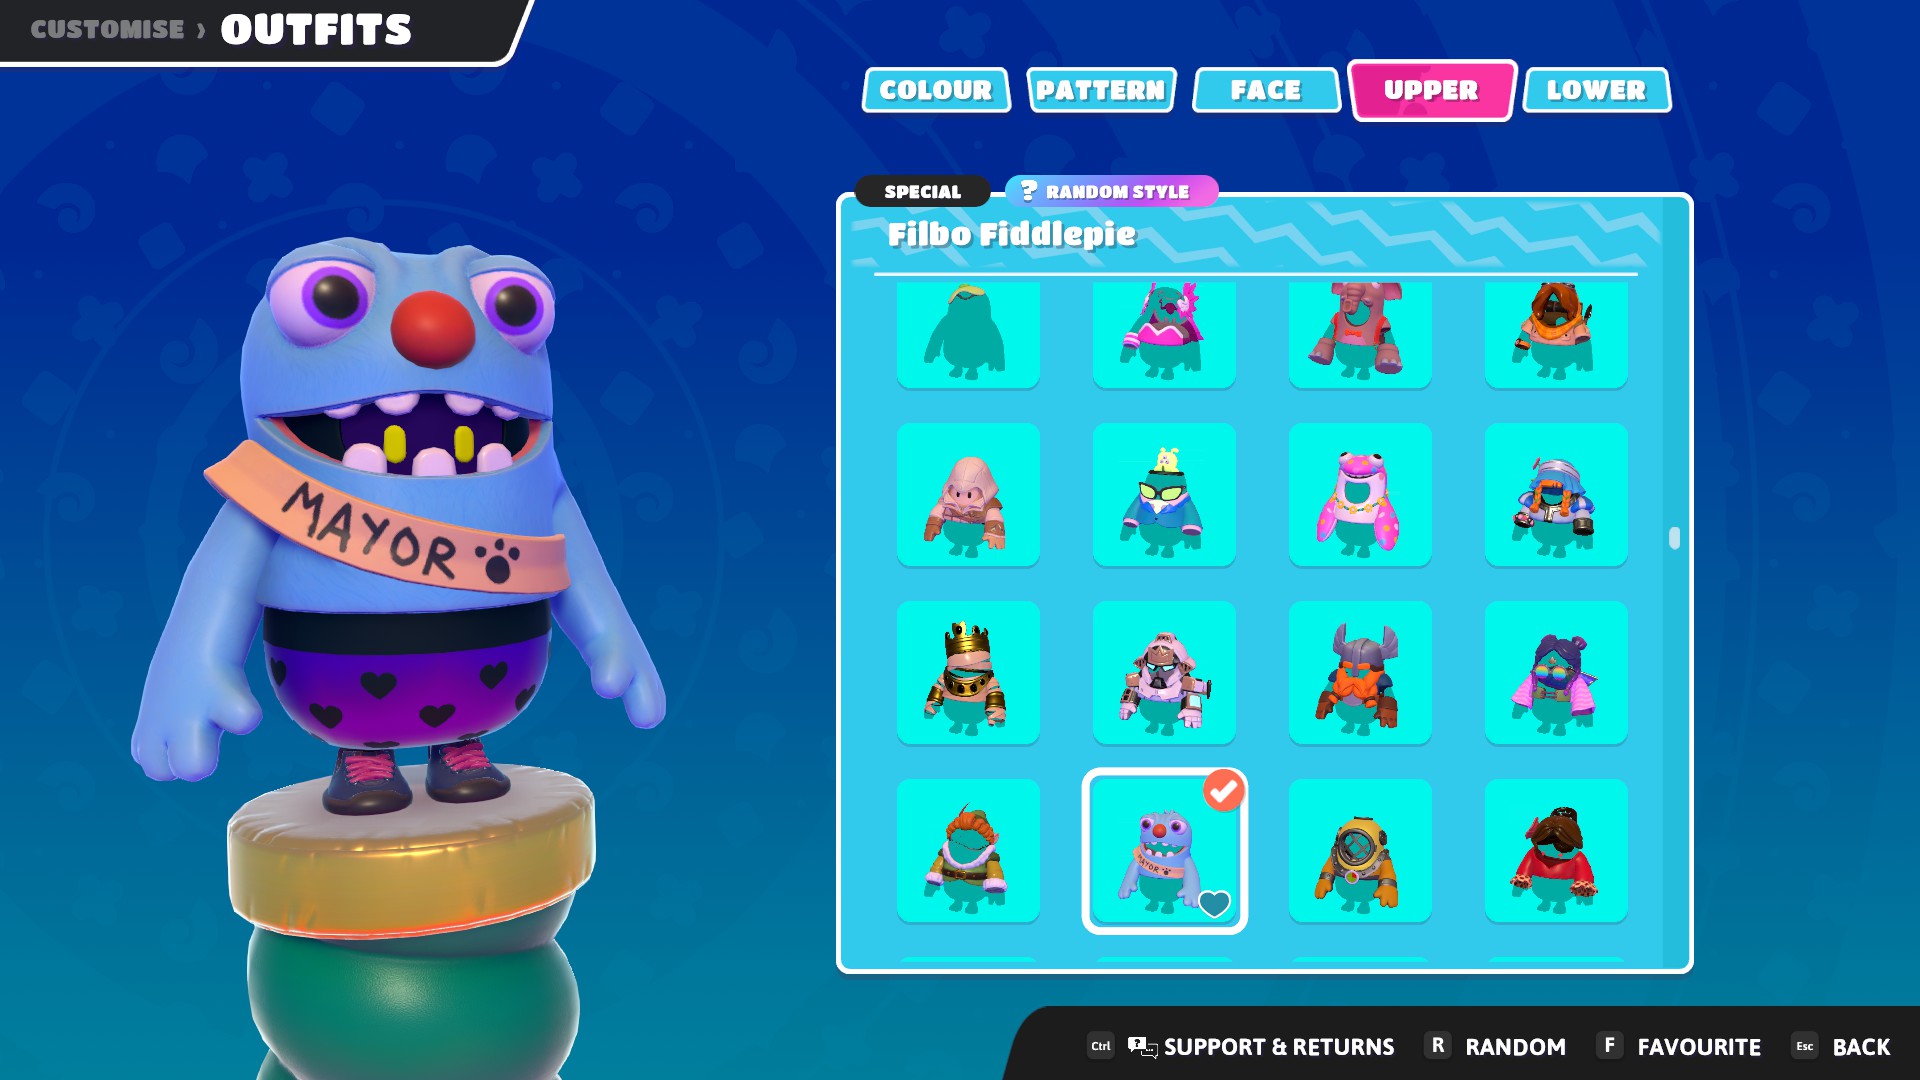 CUSTOMISE › OUTFITS
COLOUR PATTERN FACE UPPER LOWER
SPECIAL ? RANDOM STYLE
Filbo Fiddlepie
MAYOR
MAYOR
Ctrl SUPPORT & RETURNS R RANDOM F FAVOURITE Esc BACK